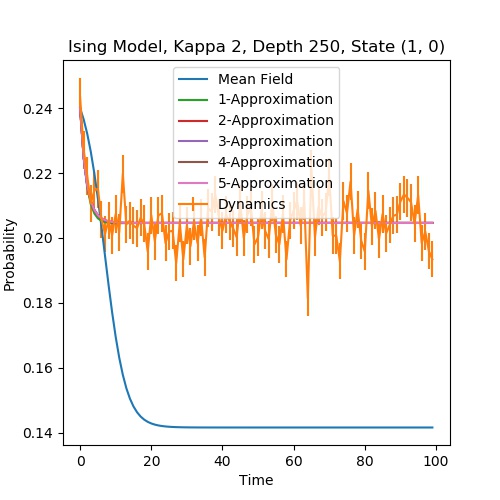 Ising Model, Kappa 2, Depth 250, State (1, 0)
Mean Field
1-Approximation
2-Approximation
3-Approximation
4-Approximation
5-Approximation
Dynamics
0.24
0.22
0.20
0.18
0.16
0.14
Probability
0 20 40 60 80 100
Time